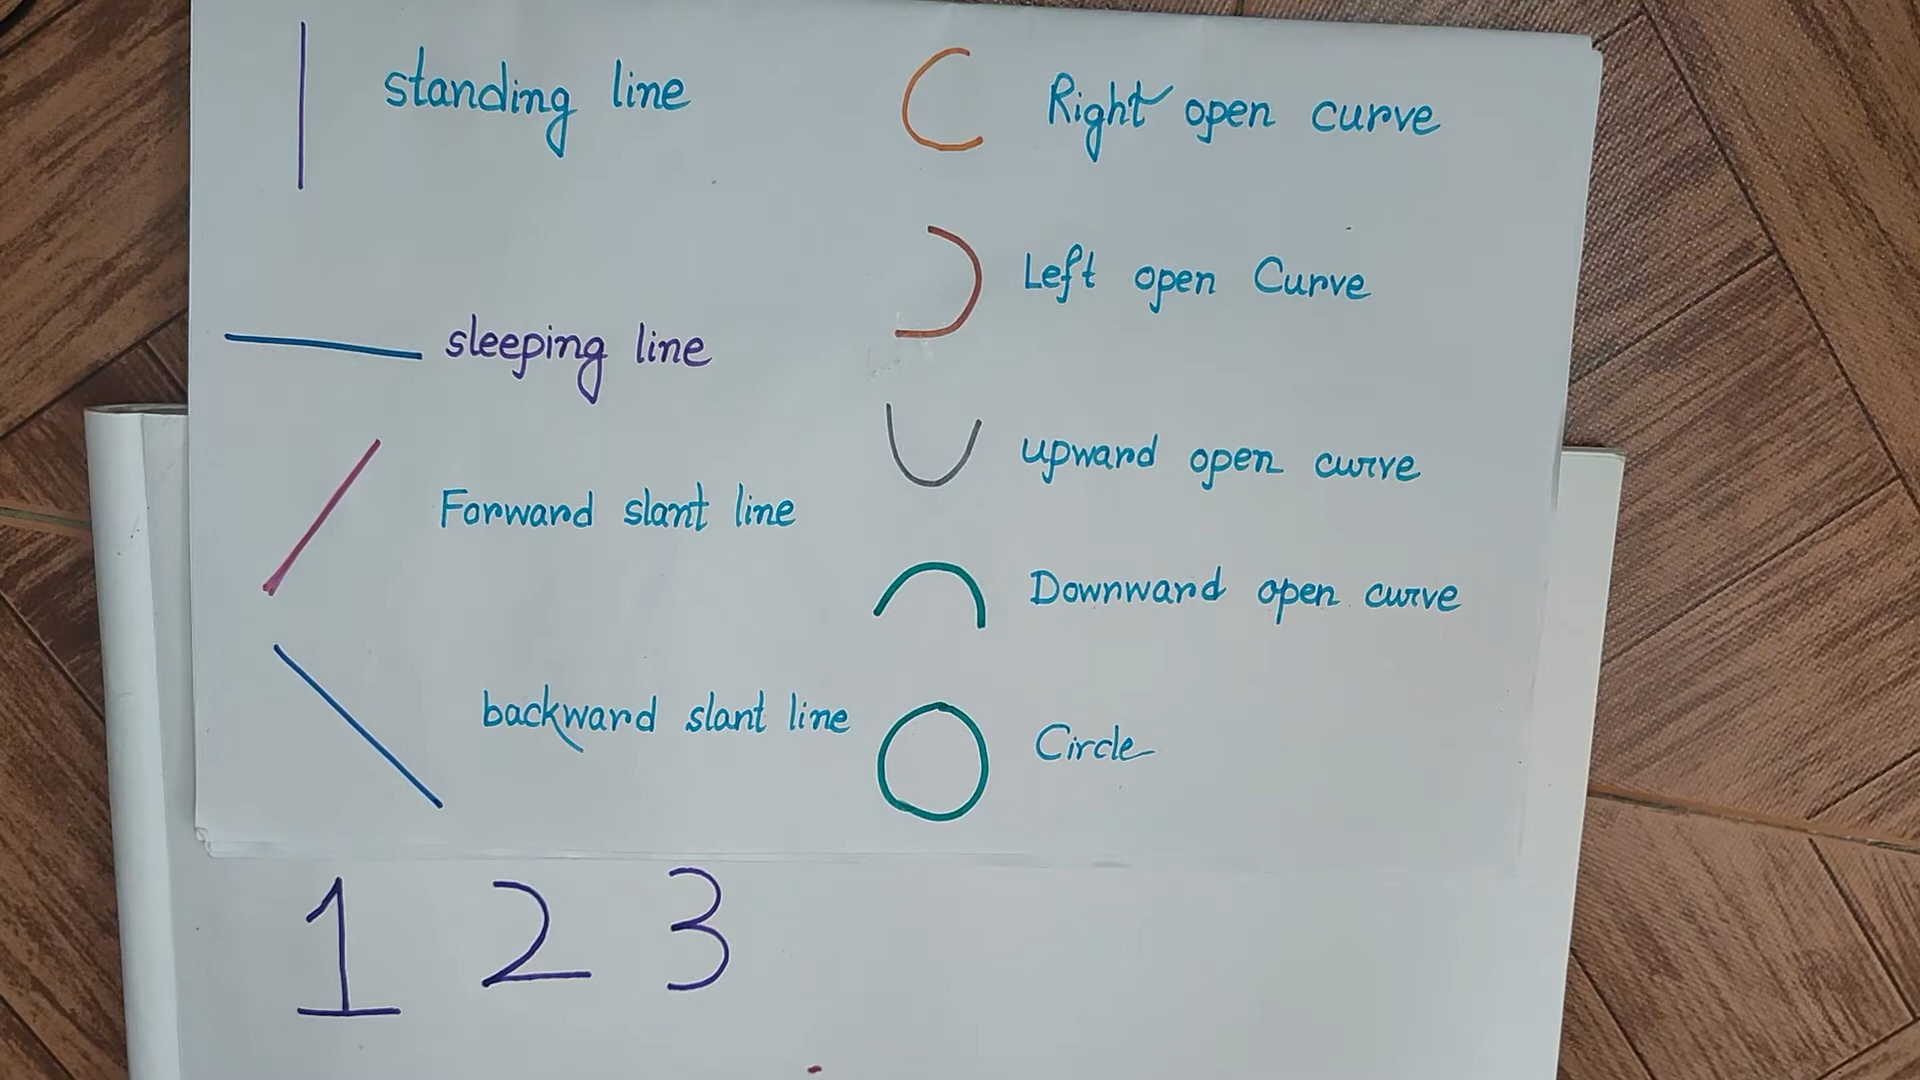 standing line
sleeping line
Forward slant line
backward slant line
Right open curve
Left open Curve
upward open curve
Downward open curve
Circle
1 2 3